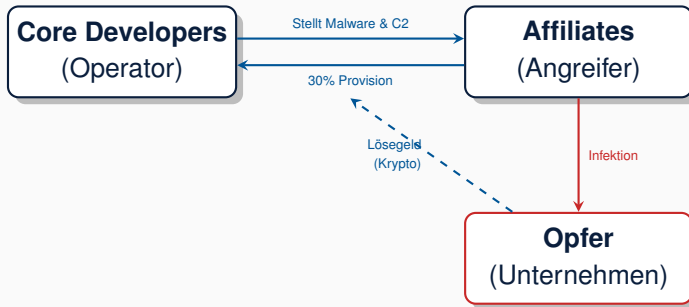 Core Developers
(Operator)
Stellt Malware & C2
30% Provision
Affiliates
(Angreifer)
Lösegeld
(Krypto)
Infektion
Opfer
(Unternehmen)